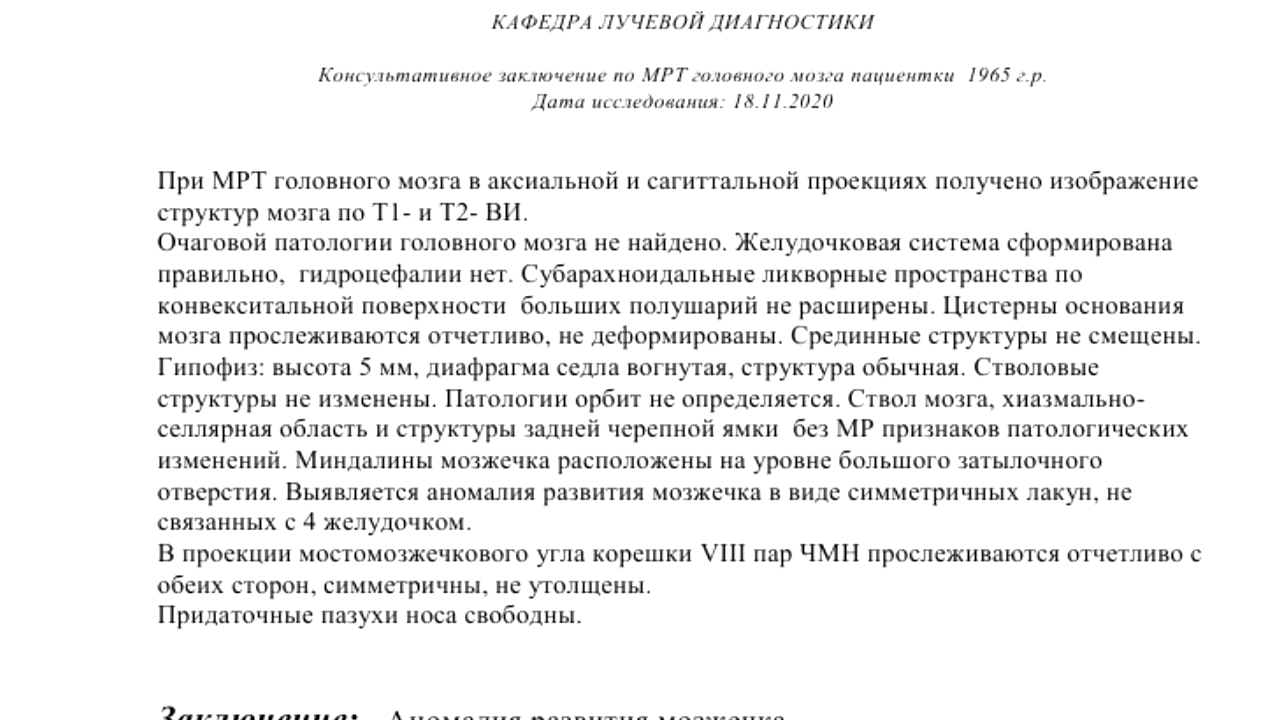 КАФЕДРА ЛУЧЕВОЙ ДИАГНОСТИКИ
Консультативное заключение по МРТ головного мозга пациентки 1965 г.р.
Дата исследования: 18.11.2020
При МРТ головного мозга в аксиальной и сагиттальной проекциях получено изображение
структур мозга по Т1- и Т2- ВИ.
Очаговой патологии головного мозга не найдено. Желудочковая система сформирована
правильно, гидроцефалии нет. Субарахноидальные ликворные пространства по
конвекситальной поверхности больших полушарий не расширены. Цистерны основания
мозга прослеживаются отчетливо, не деформированы. Срединные структуры не смещены.
Гипофиз: высота 5 мм, диафрагма седла вогнутая, структура обычная. Стволовые
структуры не изменены. Патологии орбит не определяется. Ствол мозга, хиазмально-
селлярная область и структуры задней черепной ямки без МР признаков патологических
изменений. Миндалины мозжечка расположены на уровне большого затылочного
отверстия. Выявляется аномалия развития мозжечка в виде симметричных лакун, не
связанных с 4 желудочком.
В проекции мостомозжечкового угла корешки VIII пар ЧМН прослеживаются отчетливо с
обеих сторон, симметричны, не утолщены.
Придаточные пазухи носа свободны.
Заключение: Аномалия развития мозжечка